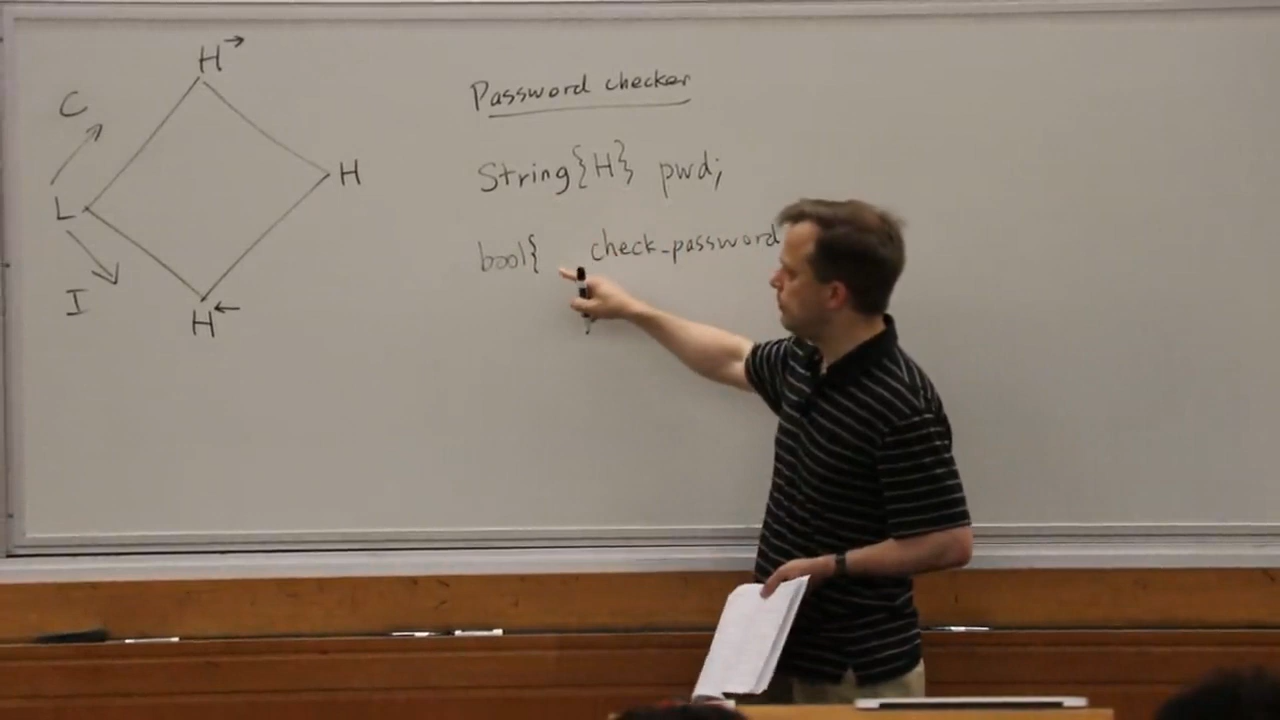 H→
C
L
H
I
H←
Password checker
String{H} pwd;
bool{ check_password